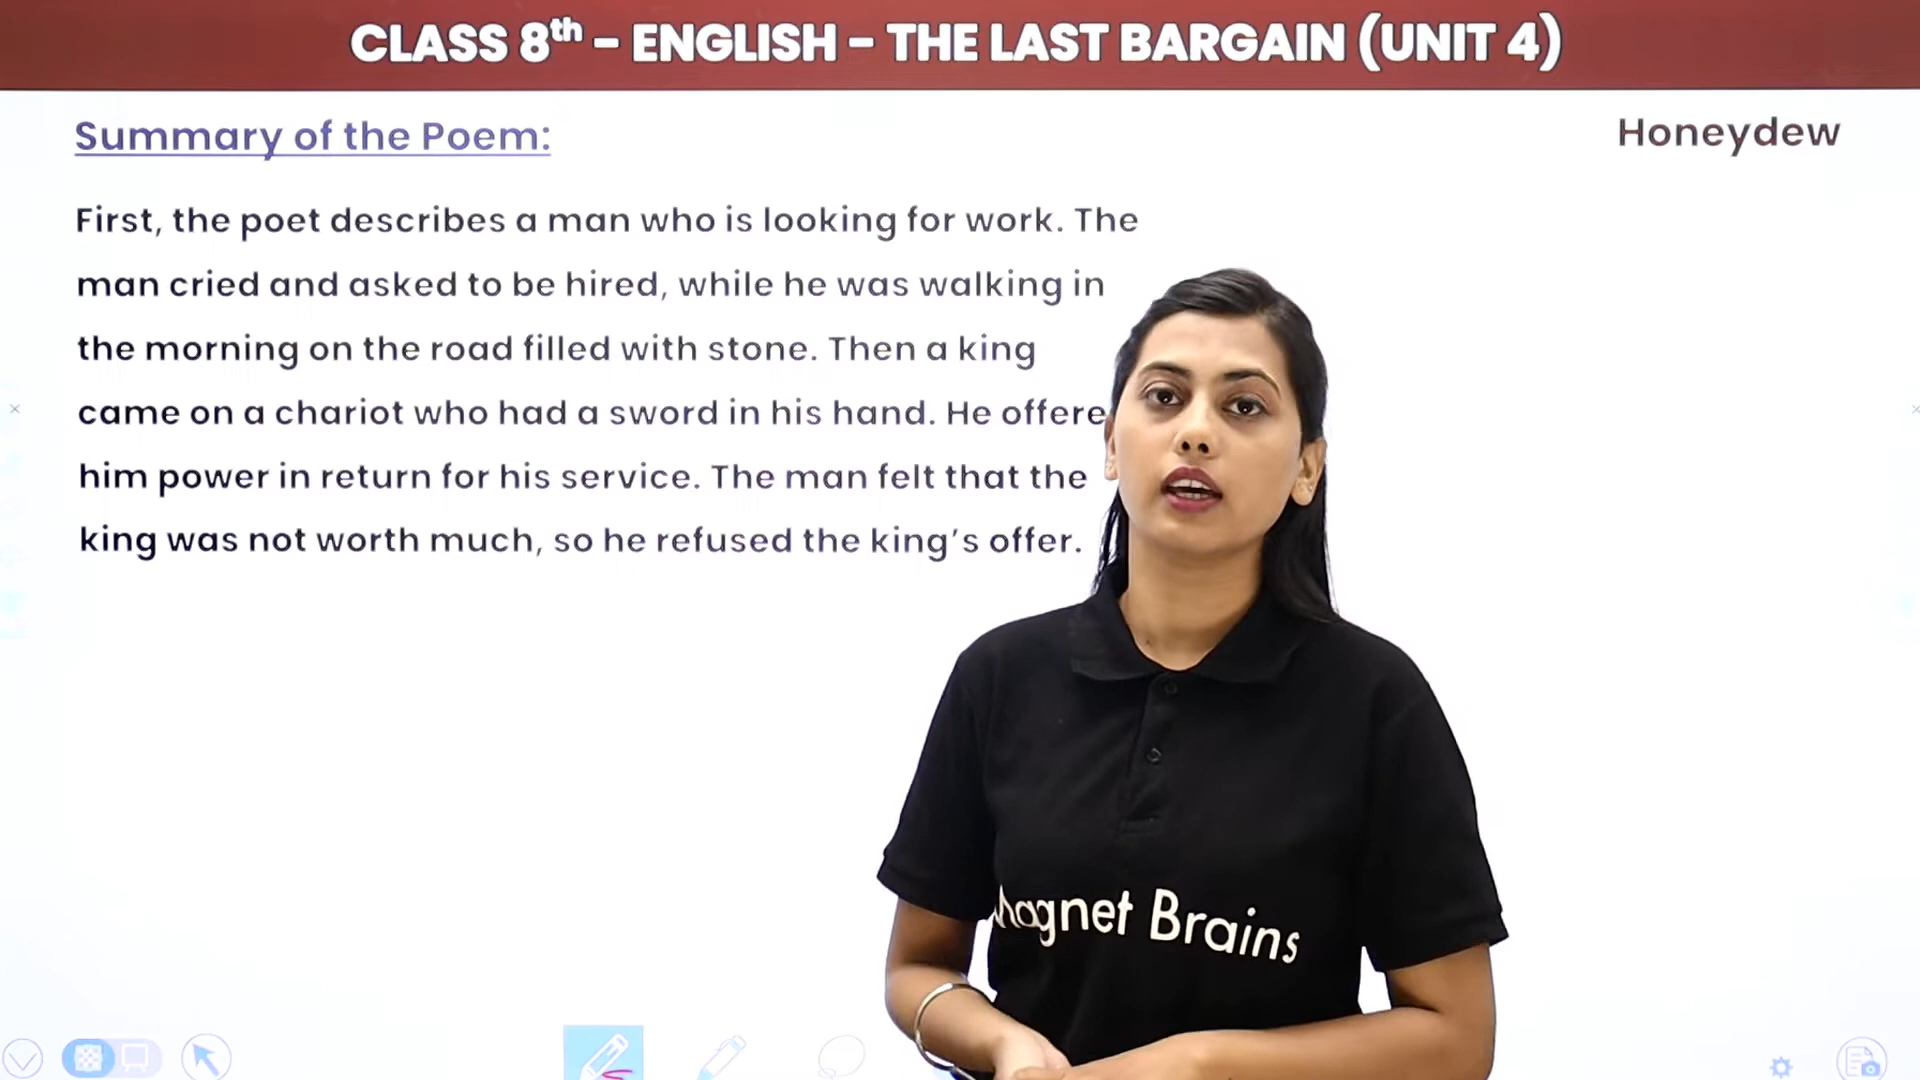 CLASS 8th – ENGLISH – THE LAST BARGAIN (UNIT 4)
Summary of the Poem:
Honeydew
First, the poet describes a man who is looking for work. The
man cried and asked to be hired, while he was walking in
the morning on the road filled with stone. Then a king
came on a chariot who had a sword in his hand. He offere
him power in return for his service. The man felt that the
king was not worth much, so he refused the king's offer.
Magnet Brains